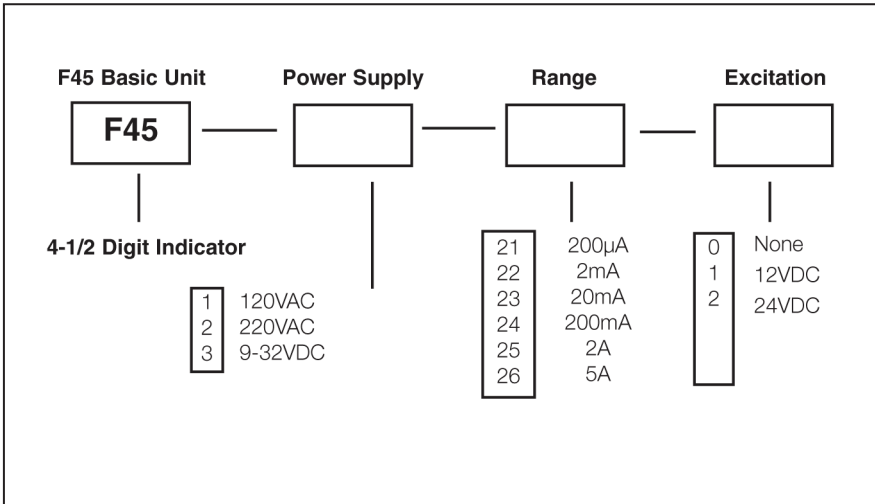 F45 Basic Unit
Power Supply
Range
Excitation
F45
4-1/2 Digit Indicator
1 120VAC
2 220VAC
3 9-32VDC
21 200µA
22 2mA
23 20mA
24 200mA
25 2A
26 5A
0 None
1 12VDC
2 24VDC